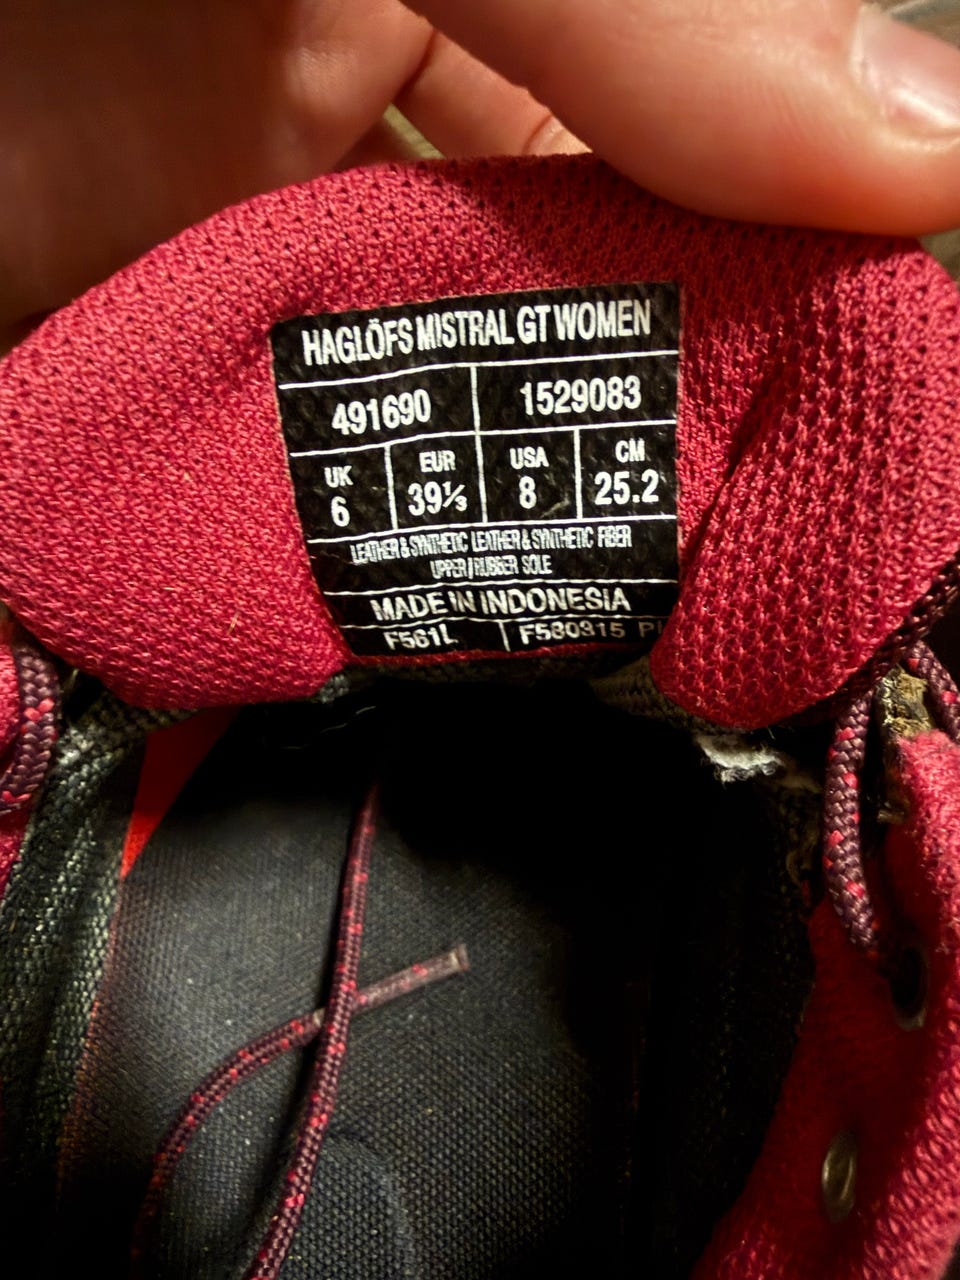 HAGLÖFS MISTRAL GT WOMEN
491690 1529083
UK EUR USA CM
6 39⅓ 8 25.2
LEATHER & SYNTHETIC LEATHER & SYNTHETIC FIBER
UPPER / RUBBER SOLE
MADE IN INDONESIA
F561L F580315